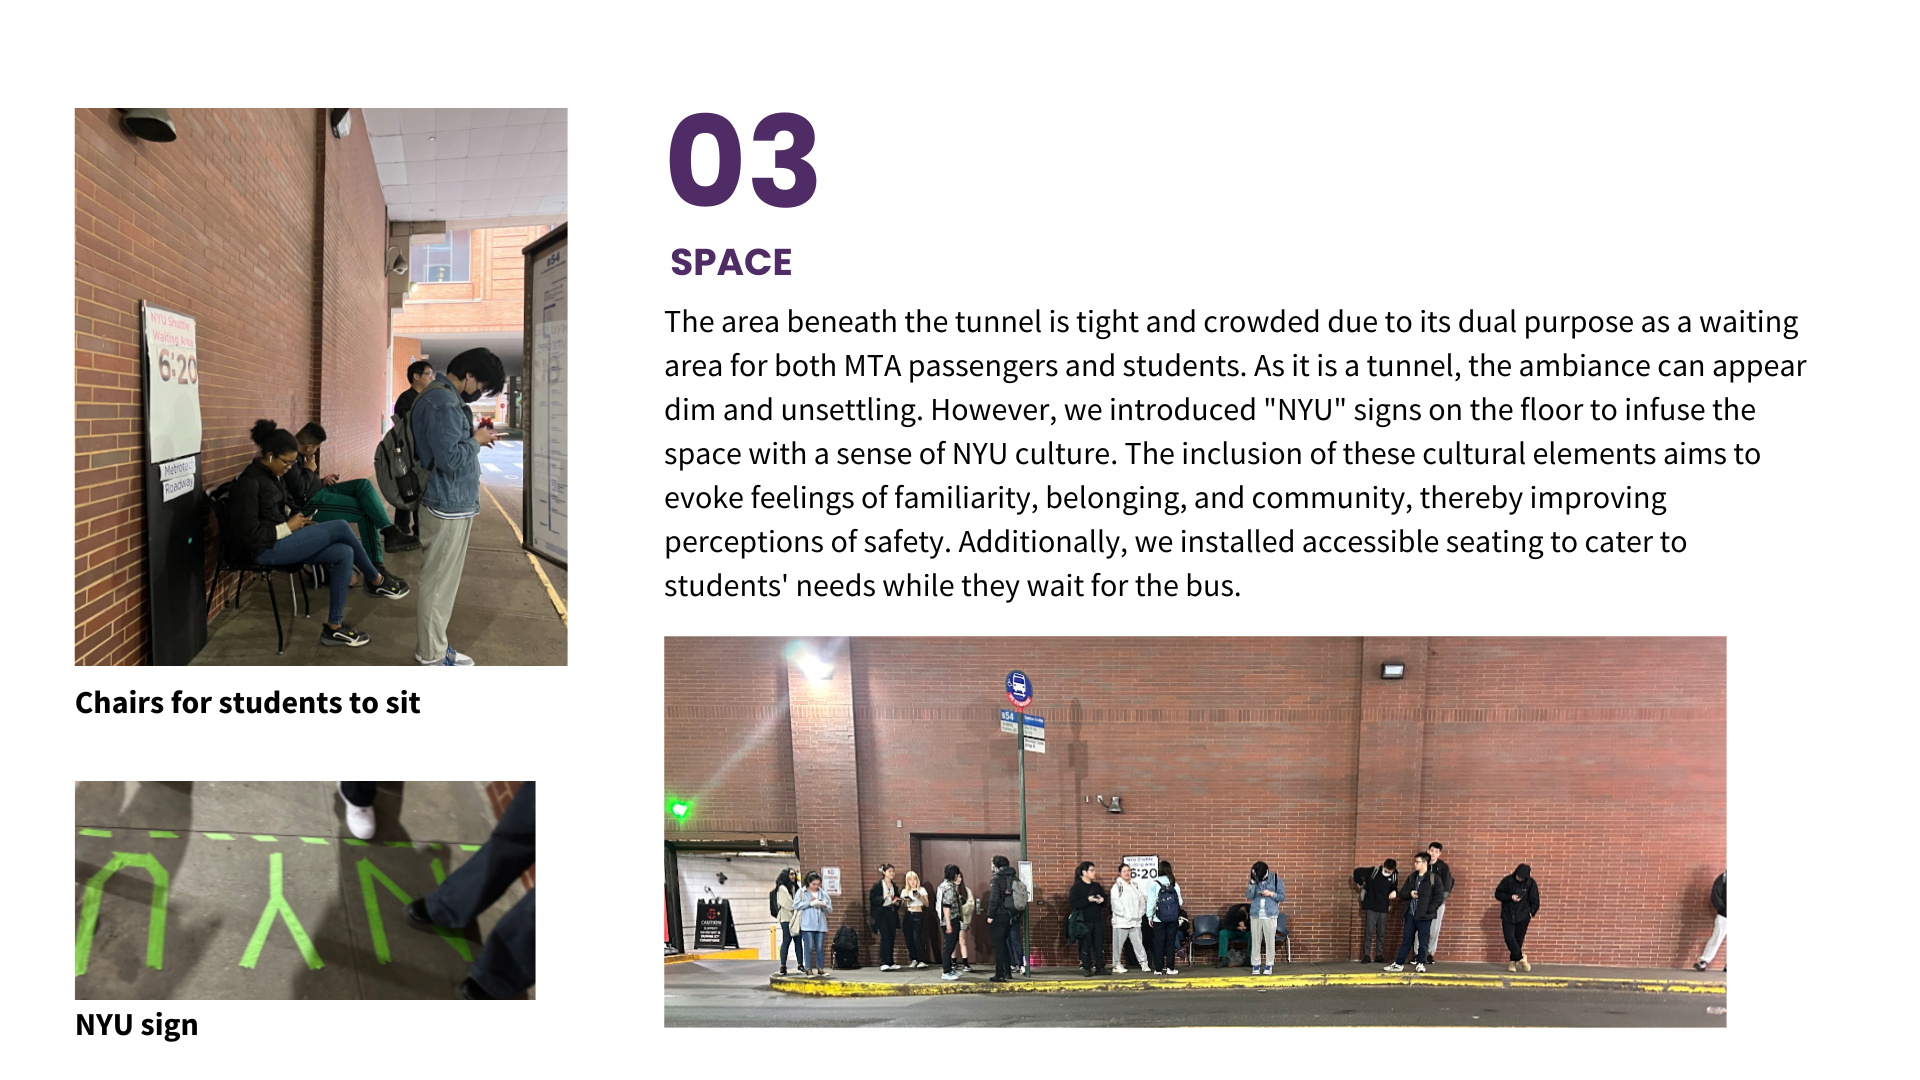 03
SPACE
The area beneath the tunnel is tight and crowded due to its dual purpose as a waiting
area for both MTA passengers and students. As it is a tunnel, the ambiance can appear
dim and unsettling. However, we introduced "NYU" signs on the floor to infuse the
space with a sense of NYU culture. The inclusion of these cultural elements aims to
evoke feelings of familiarity, belonging, and community, thereby improving
perceptions of safety. Additionally, we installed accessible seating to cater to
students' needs while they wait for the bus.
NYU Shuttle
Waiting Area
6:20
Metrotech
Roadway
B54
Chairs for students to sit
NYU
NYU sign
B54
NYU Shuttle
Waiting Area
6:20
CAUTION